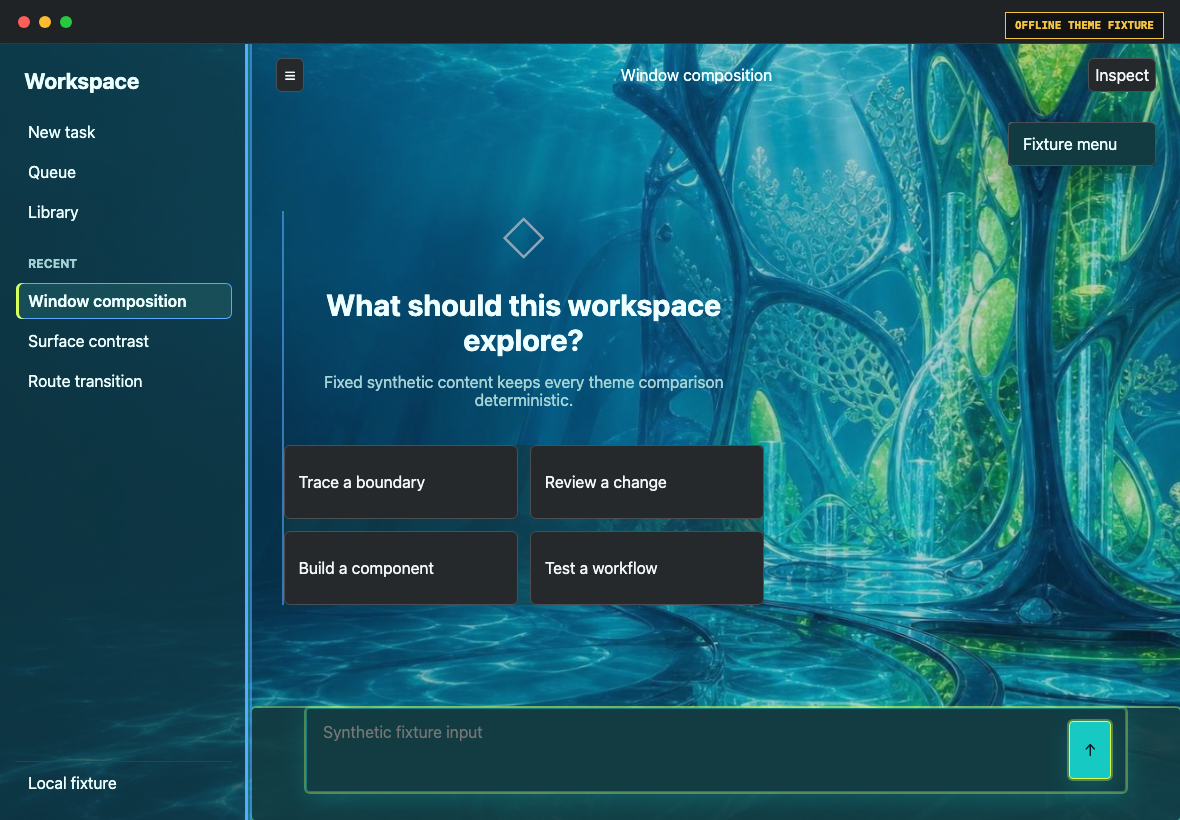 OFFLINE THEME FIXTURE
Workspace
New task
Queue
Library
RECENT
Window composition
Surface contrast
Route transition
Local fixture
Window composition
Inspect
Fixture menu
What should this workspace
explore?
Fixed synthetic content keeps every theme comparison
deterministic.
Trace a boundary
Review a change
Build a component
Test a workflow
Synthetic fixture input